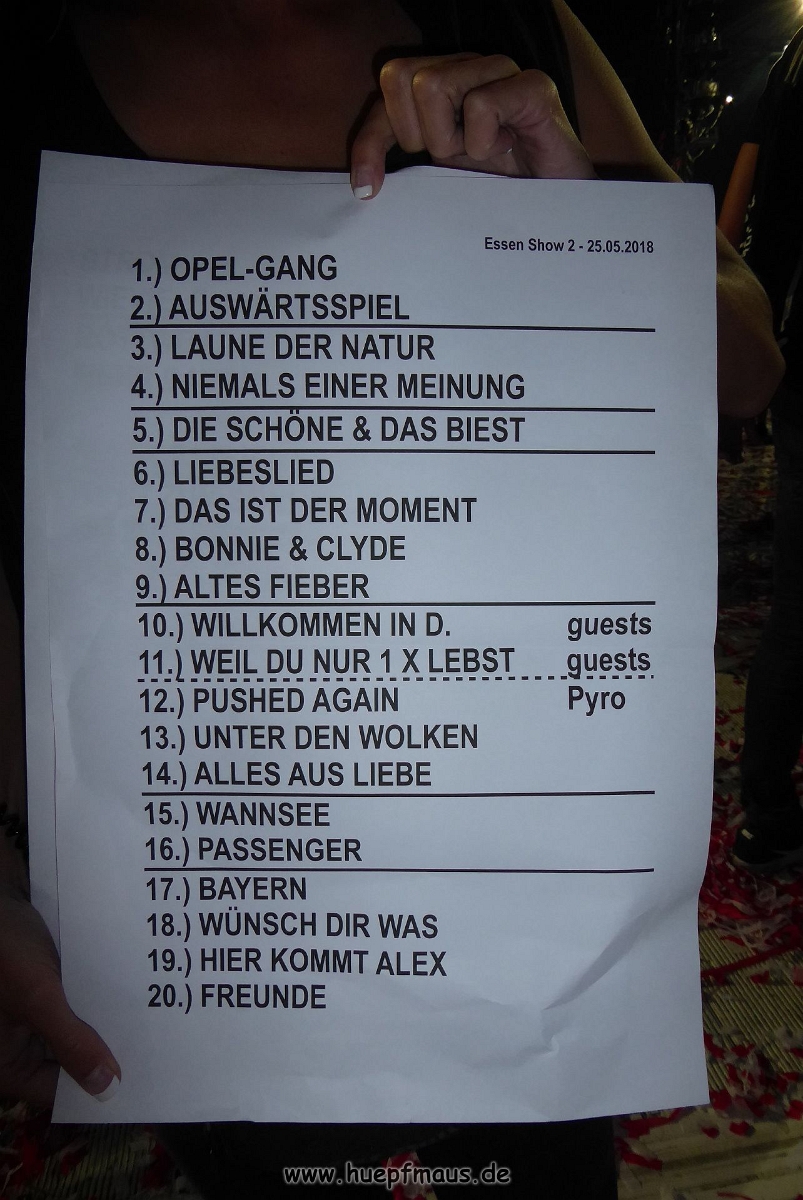 Essen Show 2 - 25.05.2018
1.) OPEL-GANG
2.) AUSWÄRTSSPIEL
3.) LAUNE DER NATUR
4.) NIEMALS EINER MEINUNG
5.) DIE SCHÖNE & DAS BIEST
6.) LIEBESLIED
7.) DAS IST DER MOMENT
8.) BONNIE & CLYDE
9.) ALTES FIEBER
10.) WILLKOMMEN IN D. guests
11.) WEIL DU NUR 1 X LEBST guests
12.) PUSHED AGAIN Pyro
13.) UNTER DEN WOLKEN
14.) ALLES AUS LIEBE
15.) WANNSEE
16.) PASSENGER
17.) BAYERN
18.) WÜNSCH DIR WAS
19.) HIER KOMMT ALEX
20.) FREUNDE
www.huepfmaus.de